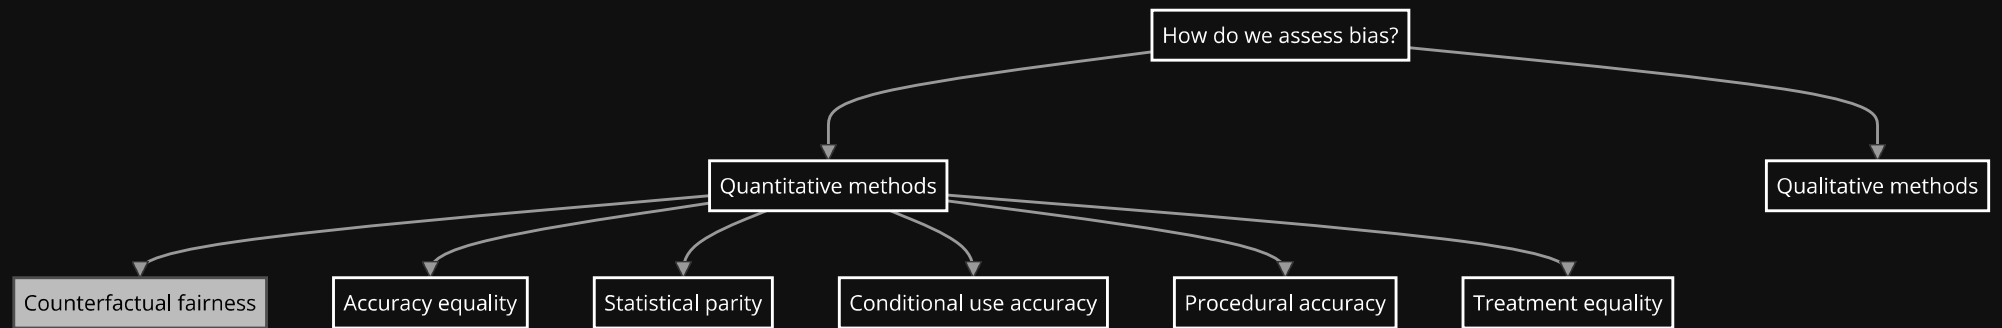 How do we assess bias?
Quantitative methods
Qualitative methods
Counterfactual fairness
Accuracy equality
Statistical parity
Conditional use accuracy
Procedural accuracy
Treatment equality